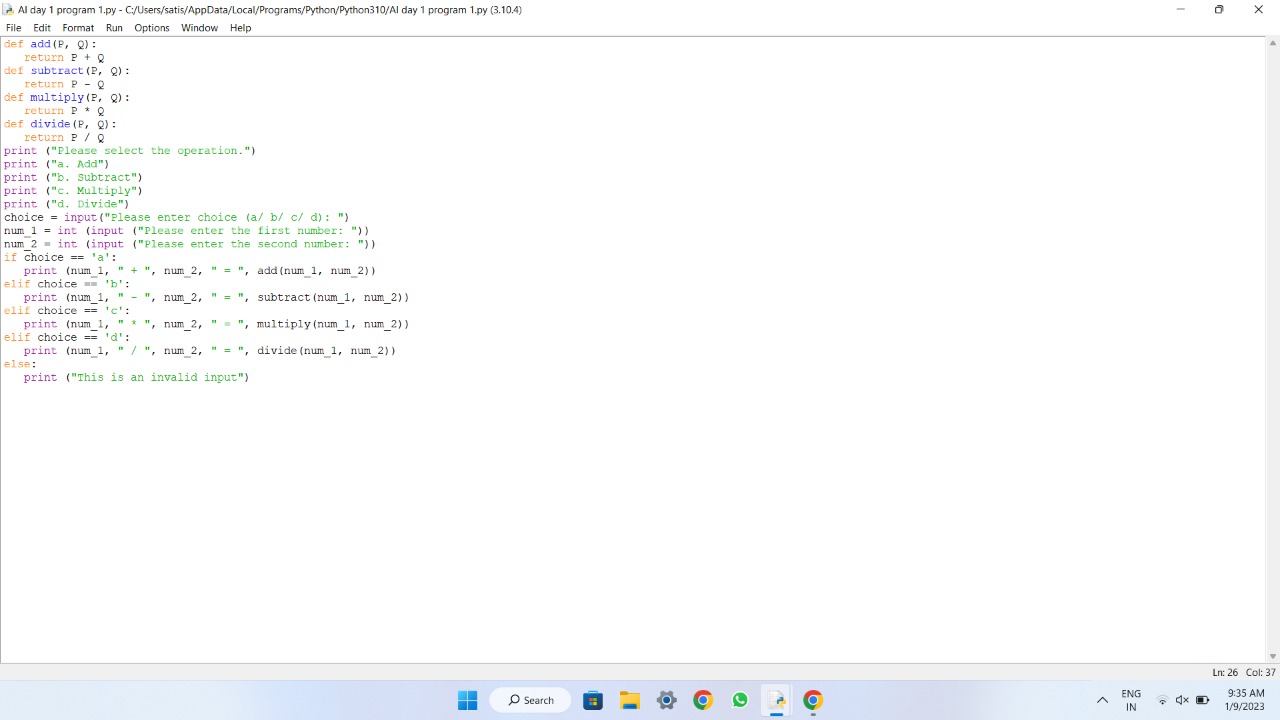 AI day 1 program 1.py - C:/Users/satis/AppData/Local/Programs/Python/Python310/AI day 1 program 1.py (3.10.4)
File Edit Format Run Options Window Help
def add(P, Q):
   return P + Q
def subtract(P, Q):
   return P - Q
def multiply(P, Q):
   return P * Q
def divide(P, Q):
   return P / Q
print ("Please select the operation.")
print ("a. Add")
print ("b. Subtract")
print ("c. Multiply")
print ("d. Divide")
choice = input("Please enter choice (a/ b/ c/ d): ")
num_1 = int (input ("Please enter the first number: "))
num_2 = int (input ("Please enter the second number: "))
if choice == 'a':
   print (num_1, " + ", num_2, " = ", add(num_1, num_2))
elif choice == 'b':
   print (num_1, " - ", num_2, " = ", subtract(num_1, num_2))
elif choice == 'c':
   print (num_1, " * ", num_2, " = ", multiply(num_1, num_2))
elif choice == 'd':
   print (num_1, " / ", num_2, " = ", divide(num_1, num_2))
else:
   print ("This is an invalid input")
Ln: 26 Col: 37
Search
ENG
IN
9:35 AM
1/9/2023